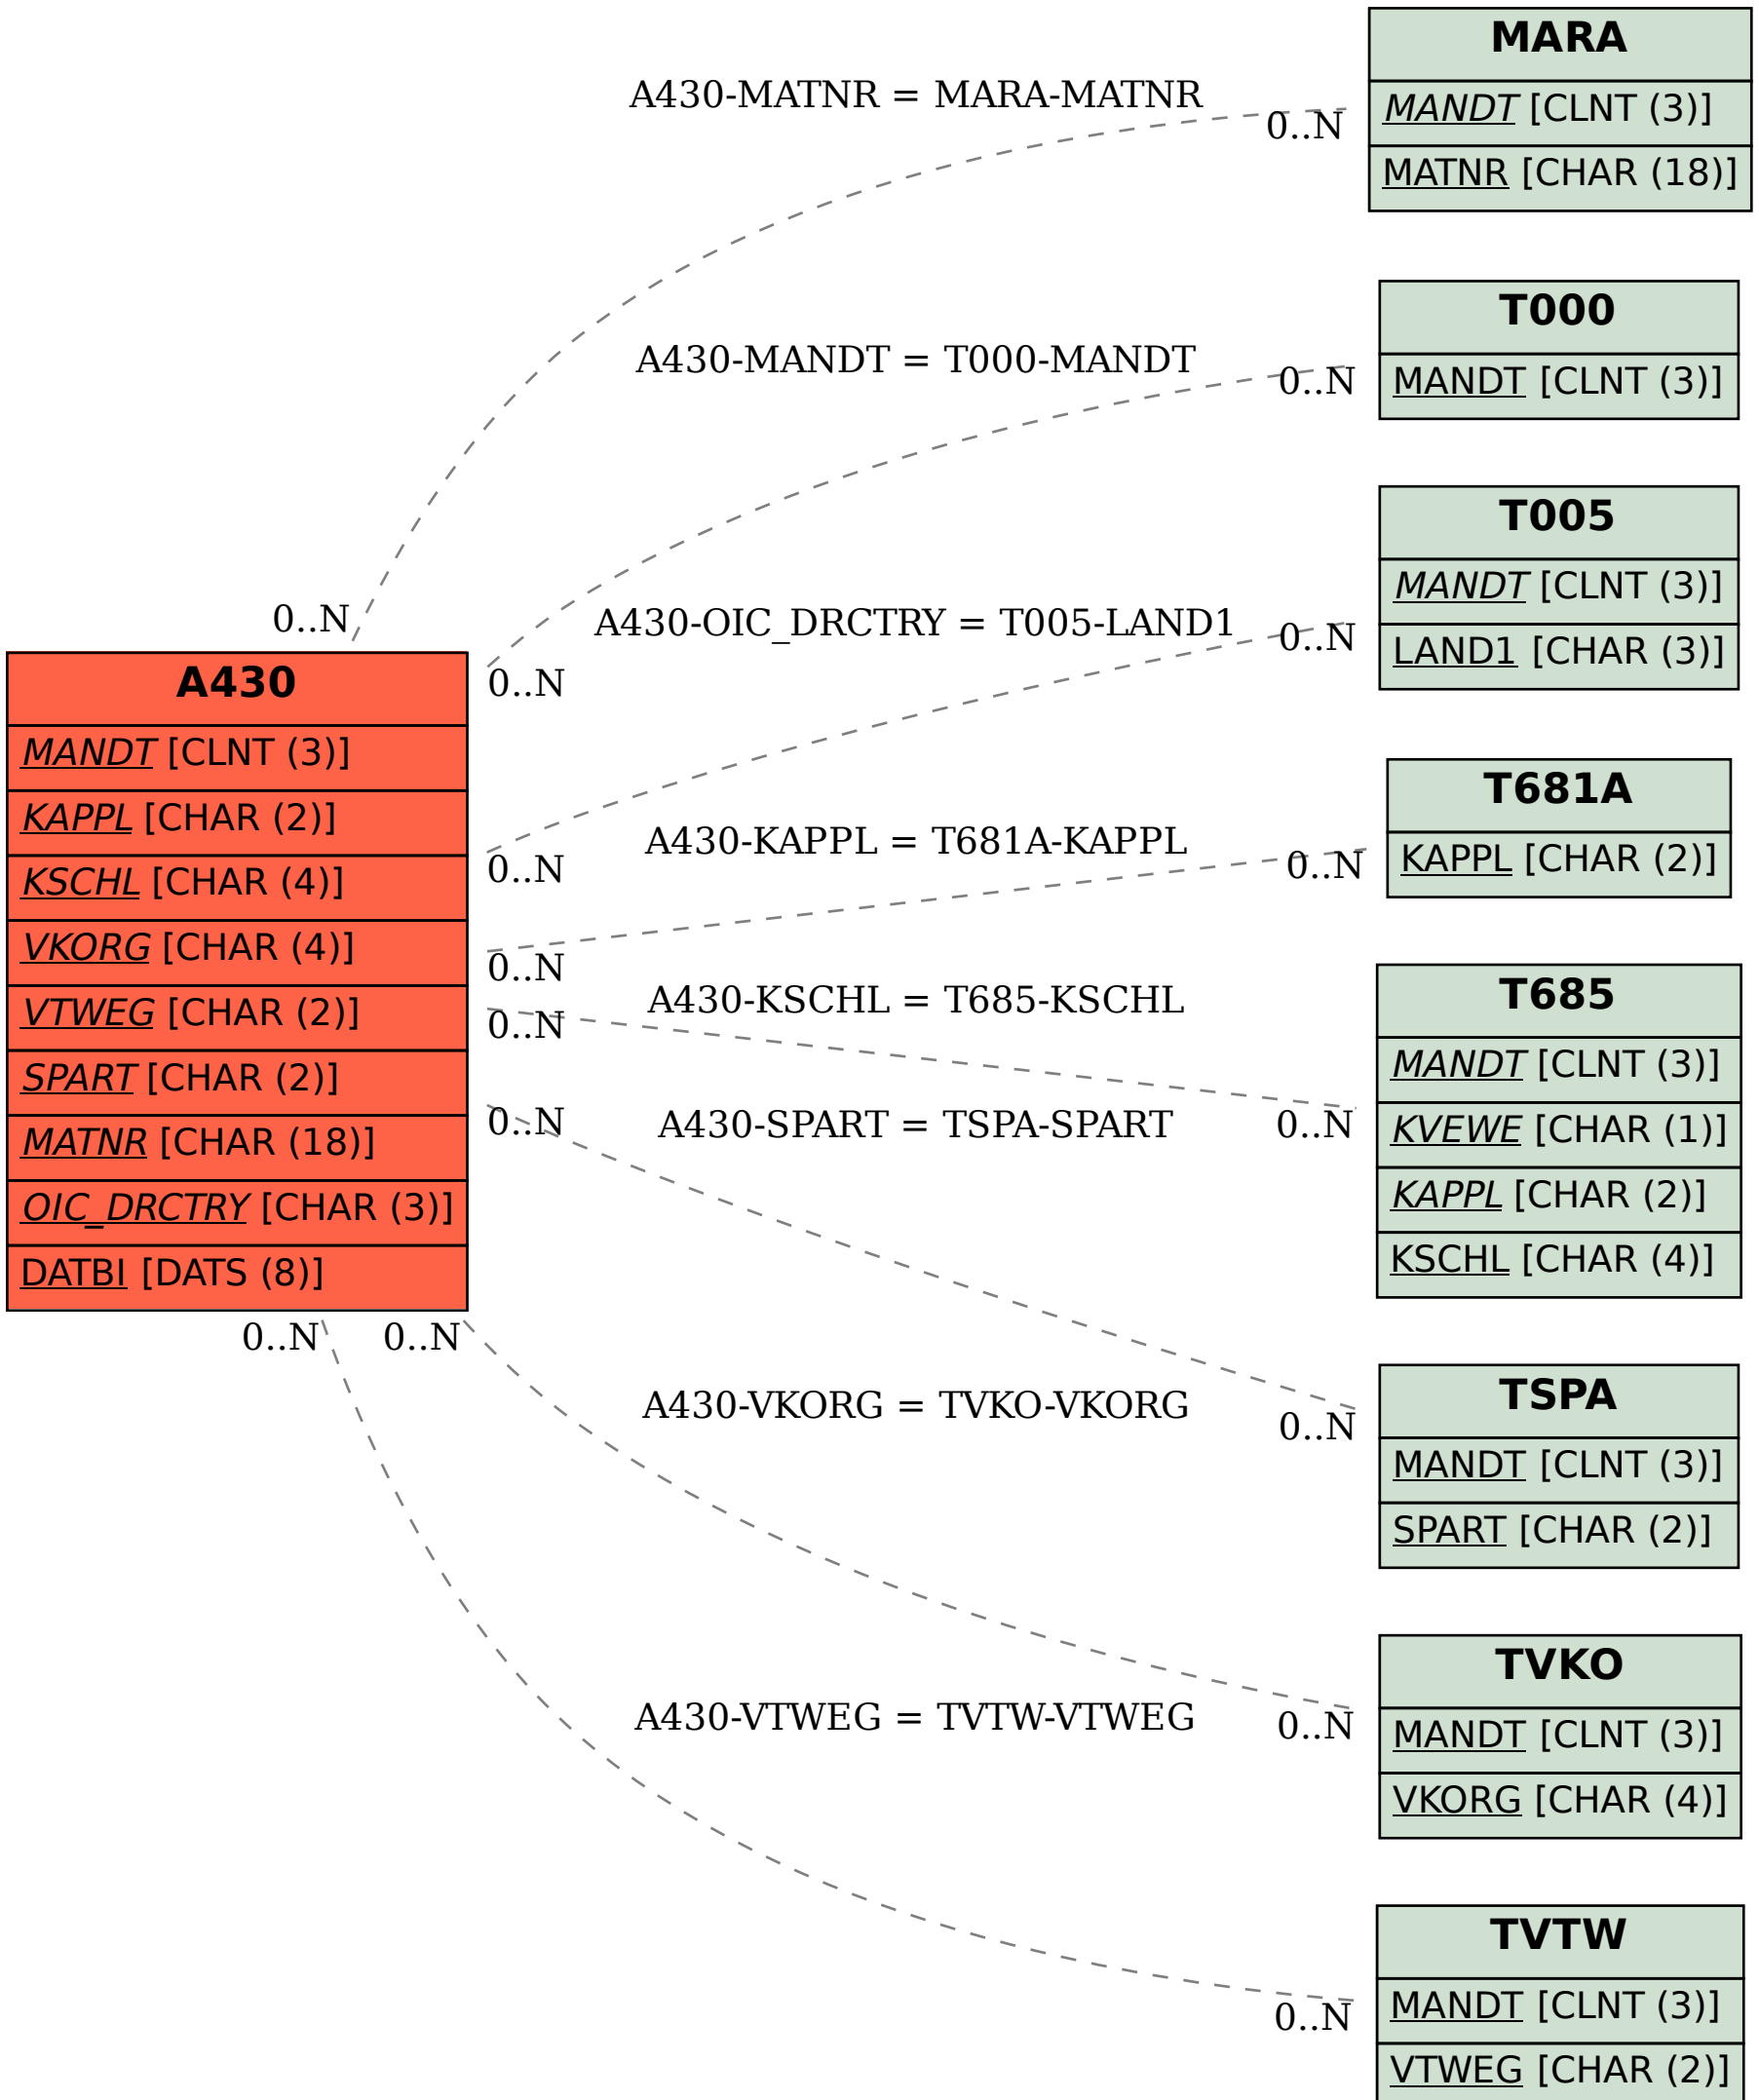 MARA
MANDT [CLNT (3)]
MATNR [CHAR (18)]
A430-MATNR = MARA-MATNR
0..N
0..N
T000
MANDT [CLNT (3)]
A430-MANDT = T000-MANDT
0..N
0..N
T005
MANDT [CLNT (3)]
LAND1 [CHAR (3)]
A430-OIC_DRCTRY = T005-LAND1
0..N
0..N
A430
MANDT [CLNT (3)]
KAPPL [CHAR (2)]
KSCHL [CHAR (4)]
VKORG [CHAR (4)]
VTWEG [CHAR (2)]
SPART [CHAR (2)]
MATNR [CHAR (18)]
OIC_DRCTRY [CHAR (3)]
DATBI [DATS (8)]
A430-KAPPL = T681A-KAPPL
0..N
0..N
T681A
KAPPL [CHAR (2)]
A430-KSCHL = T685-KSCHL
0..N
0..N
T685
MANDT [CLNT (3)]
KVEWE [CHAR (1)]
KAPPL [CHAR (2)]
KSCHL [CHAR (4)]
A430-SPART = TSPA-SPART
0..N
0..N
TSPA
MANDT [CLNT (3)]
SPART [CHAR (2)]
A430-VKORG = TVKO-VKORG
0..N
0..N
TVKO
MANDT [CLNT (3)]
VKORG [CHAR (4)]
A430-VTWEG = TVTW-VTWEG
0..N
0..N
TVTW
MANDT [CLNT (3)]
VTWEG [CHAR (2)]